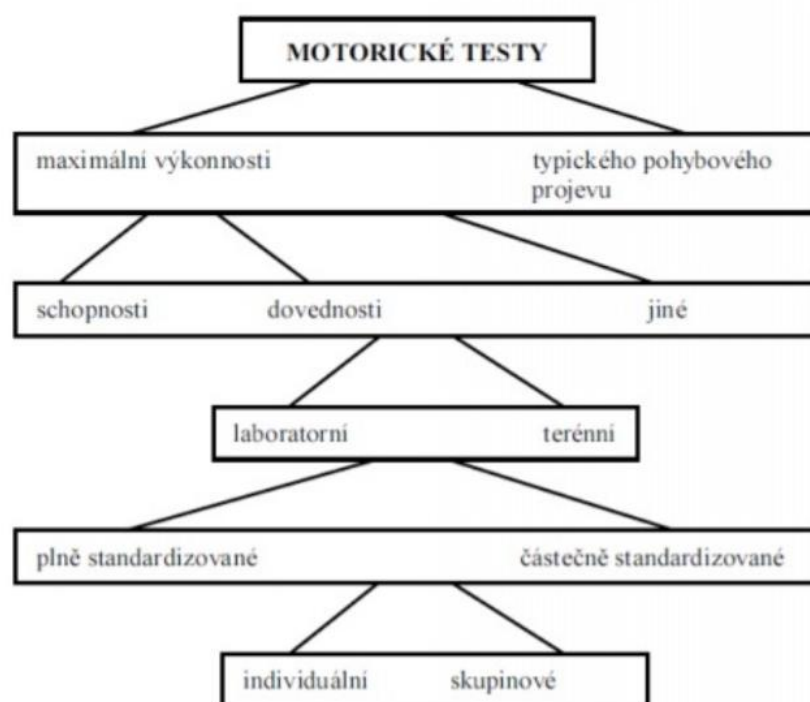 MOTORICKÉ TESTY
maximální výkonnosti typického pohybového
projevu
schopnosti dovednosti jiné
laboratorní terénní
plně standardizované částečně standardizované
individuální skupinové